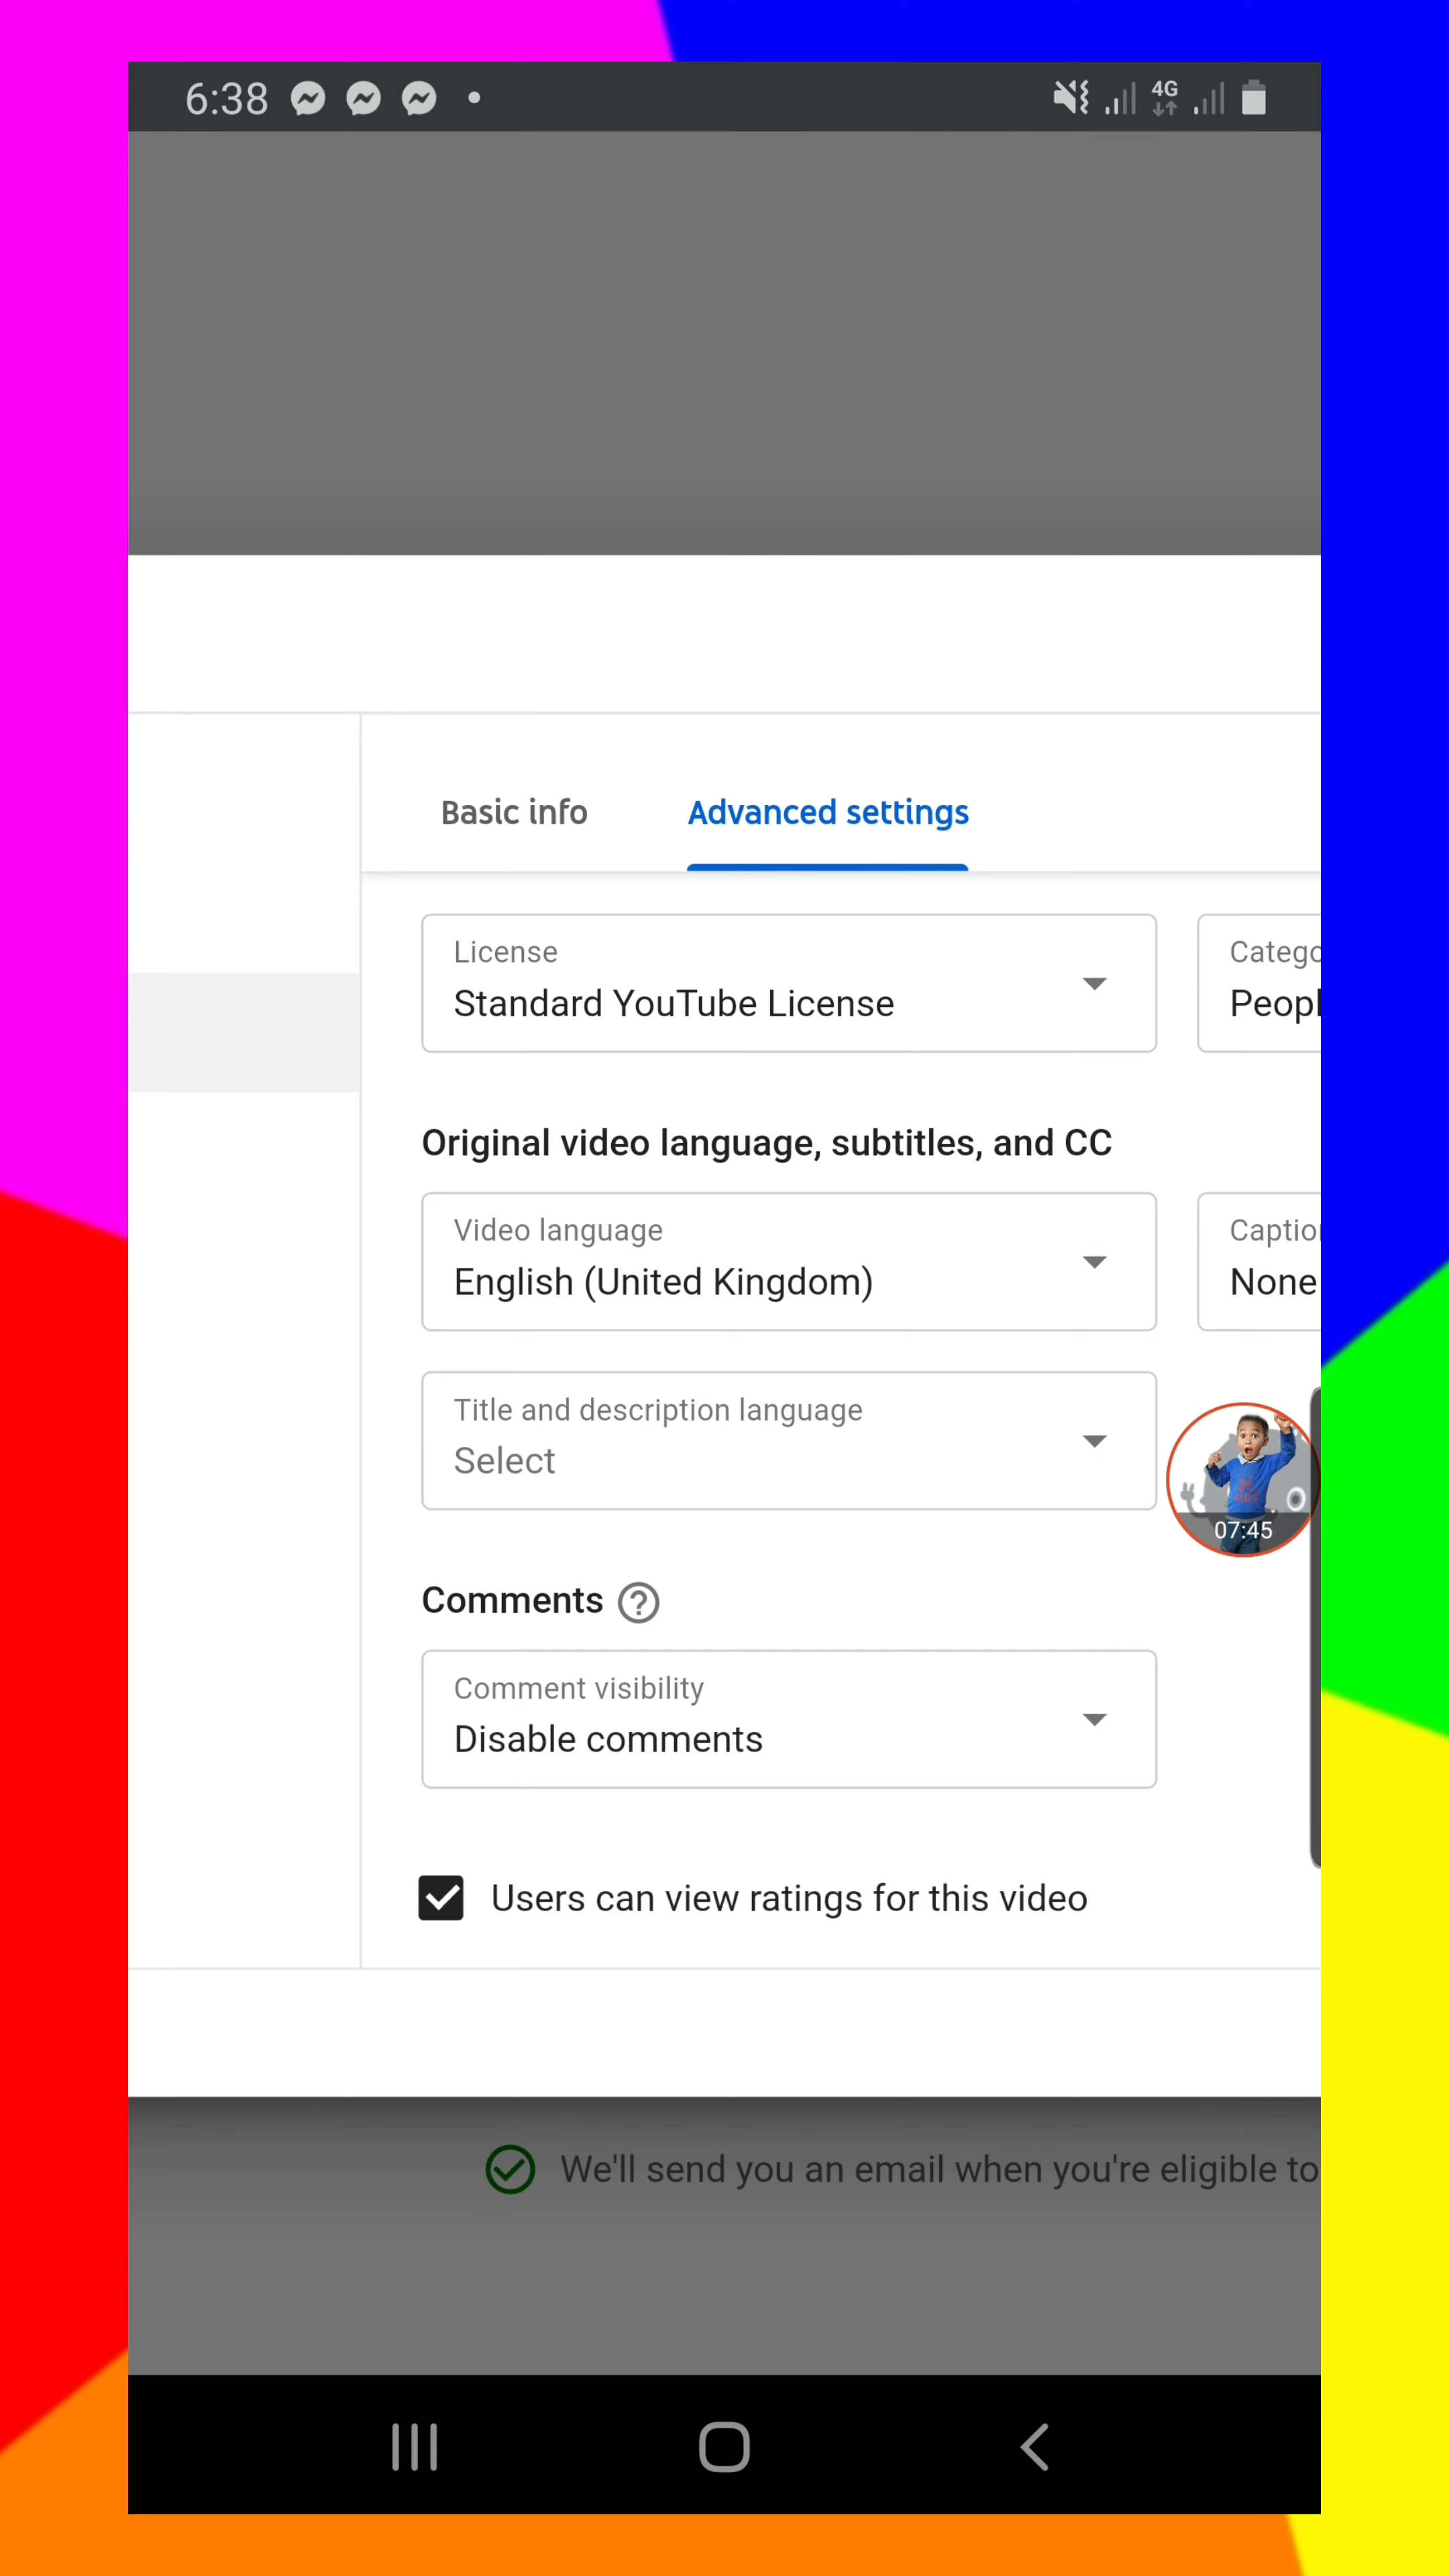 6:38
4G
Basic info
Advanced settings
License
Standard YouTube License
Catego
Peopl
Original video language, subtitles, and CC
Video language
English (United Kingdom)
Captio
None
Title and description language
Select
07:45
Comments
Comment visibility
Disable comments
Users can view ratings for this video
We'll send you an email when you're eligible to